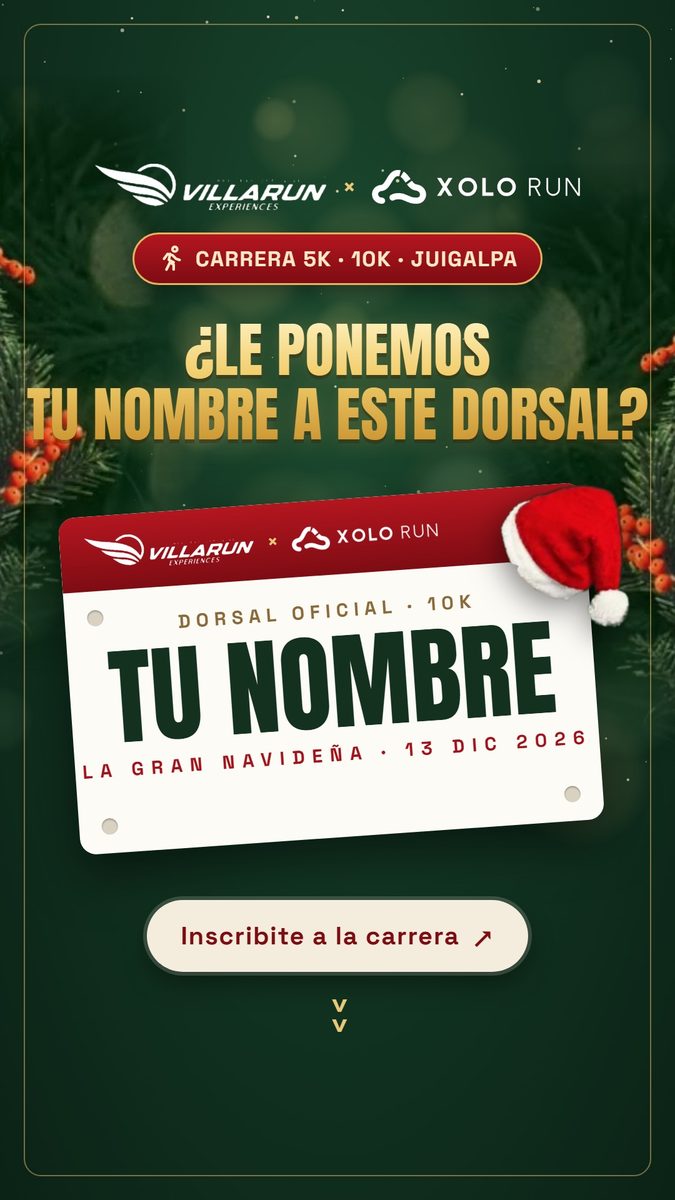 VILLARUN EXPERIENCES × XOLO RUN
CARRERA 5K · 10K · JUIGALPA
¿LE PONEMOS
TU NOMBRE A ESTE DORSAL?
VILLARUN EXPERIENCES × XOLO RUN
DORSAL OFICIAL · 10K
TU NOMBRE
LA GRAN NAVIDEÑA · 13 DIC 2026
Inscribite a la carrera ↗